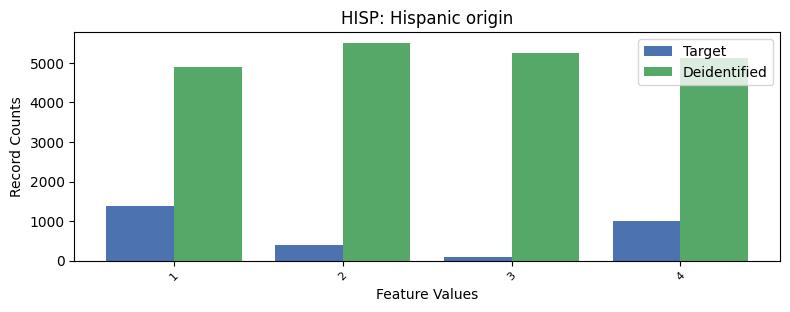 HISP: Hispanic origin
Target
Deidentified
Record Counts
5000
4000
3000
2000
1000
0
1
2
3
4
Feature Values